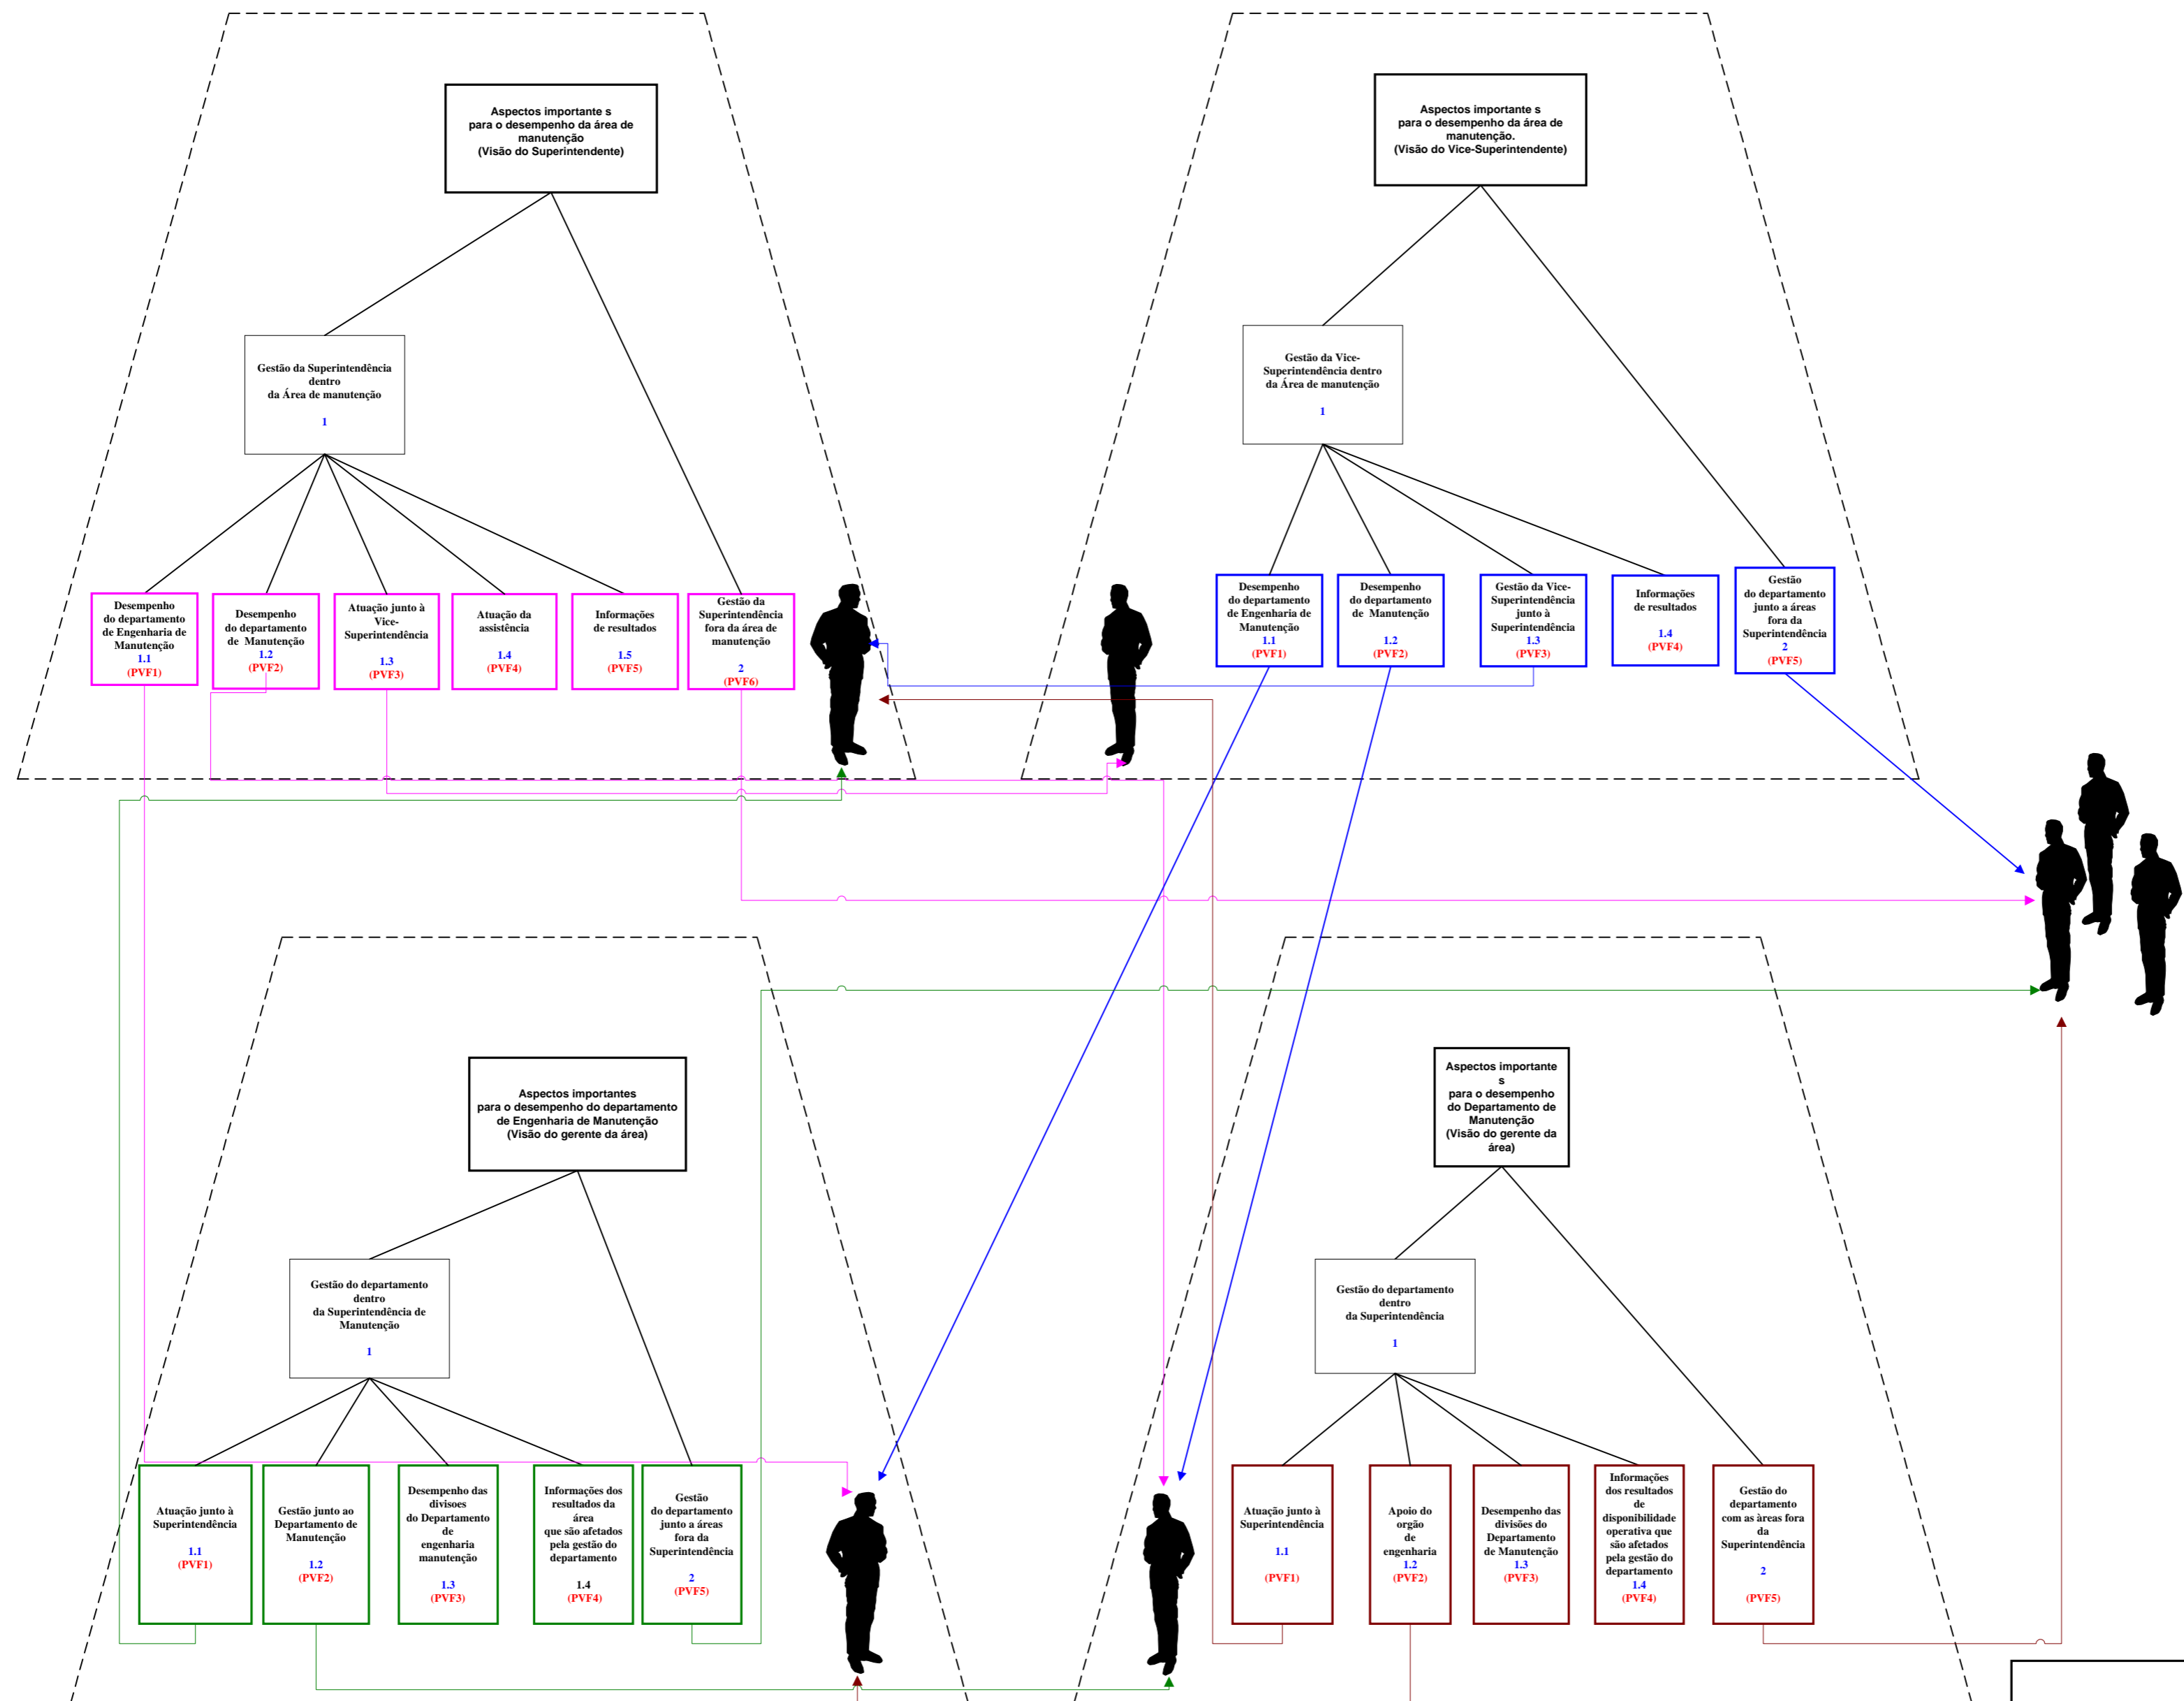 Aspectos importante s
para o desempenho da área de
manutenção
(Visão do Superintendente)
Gestão da Superintendência
dentro
da Área de manutenção
1
Desempenho
do departamento
de Engenharia de
Manutenção
1.1
(PVF1)
Desempenho
do departamento
de Manutenção
1.2
(PVF2)
Atuação junto à
Vice-
Superintendência
1.3
(PVF3)
Atuação da
assistência
1.4
(PVF4)
Informações
de resultados
1.5
(PVF5)
Gestão da
Superintendência
fora da área de
manutenção
2
(PVF6)
Aspectos importante s
para o desempenho da área de
manutenção.
(Visão do Vice-Superintendente)
Gestão da Vice-
Superintendência dentro
da Área de manutenção
1
Desempenho
do departamento
de Engenharia de
Manutenção
1.1
(PVF1)
Desempenho
do departamento
de Manutenção
1.2
(PVF2)
Gestão da Vice-
Superintendência
junto à
Superintendência
1.3
(PVF3)
Informações
de resultados
1.4
(PVF4)
Gestão
do departamento
junto a áreas
fora da
Superintendência
2
(PVF5)
Aspectos importantes
para o desempenho do departamento
de Engenharia de Manutenção
(Visão do gerente da área)
Gestão do departamento
dentro
da Superintendência de
Manutenção
1
Atuação junto à
Superintendência
1.1
(PVF1)
Gestão junto ao
Departamento de
Manutenção
1.2
(PVF2)
Desempenho das
divisoes
do Departamento
de
engenharia
manutenção
1.3
(PVF3)
Informações dos
resultados da
área
que são afetados
pela gestão do
departamento
1.4
(PVF4)
Gestão
do departamento
junto a áreas
fora da
Superintendência
2
(PVF5)
Aspectos importante
s
para o desempenho
do Departamento de
Manutenção
(Visão do gerente da
área)
Gestão do departamento
dentro
da Superintendência
1
Atuação junto à
Superintendência
1.1
(PVF1)
Apoio do
orgão
de
engenharia
1.2
(PVF2)
Desempenho das
divisões do
Departamento
de Manutenção
1.3
(PVF3)
Informações
dos resultados
de
disponibilidade
operativa que
são afetados
pela gestão do
departamento
1.4
(PVF4)
Gestão do
departamento
com as àreas fora
da
Superintendência
2
(PVF5)